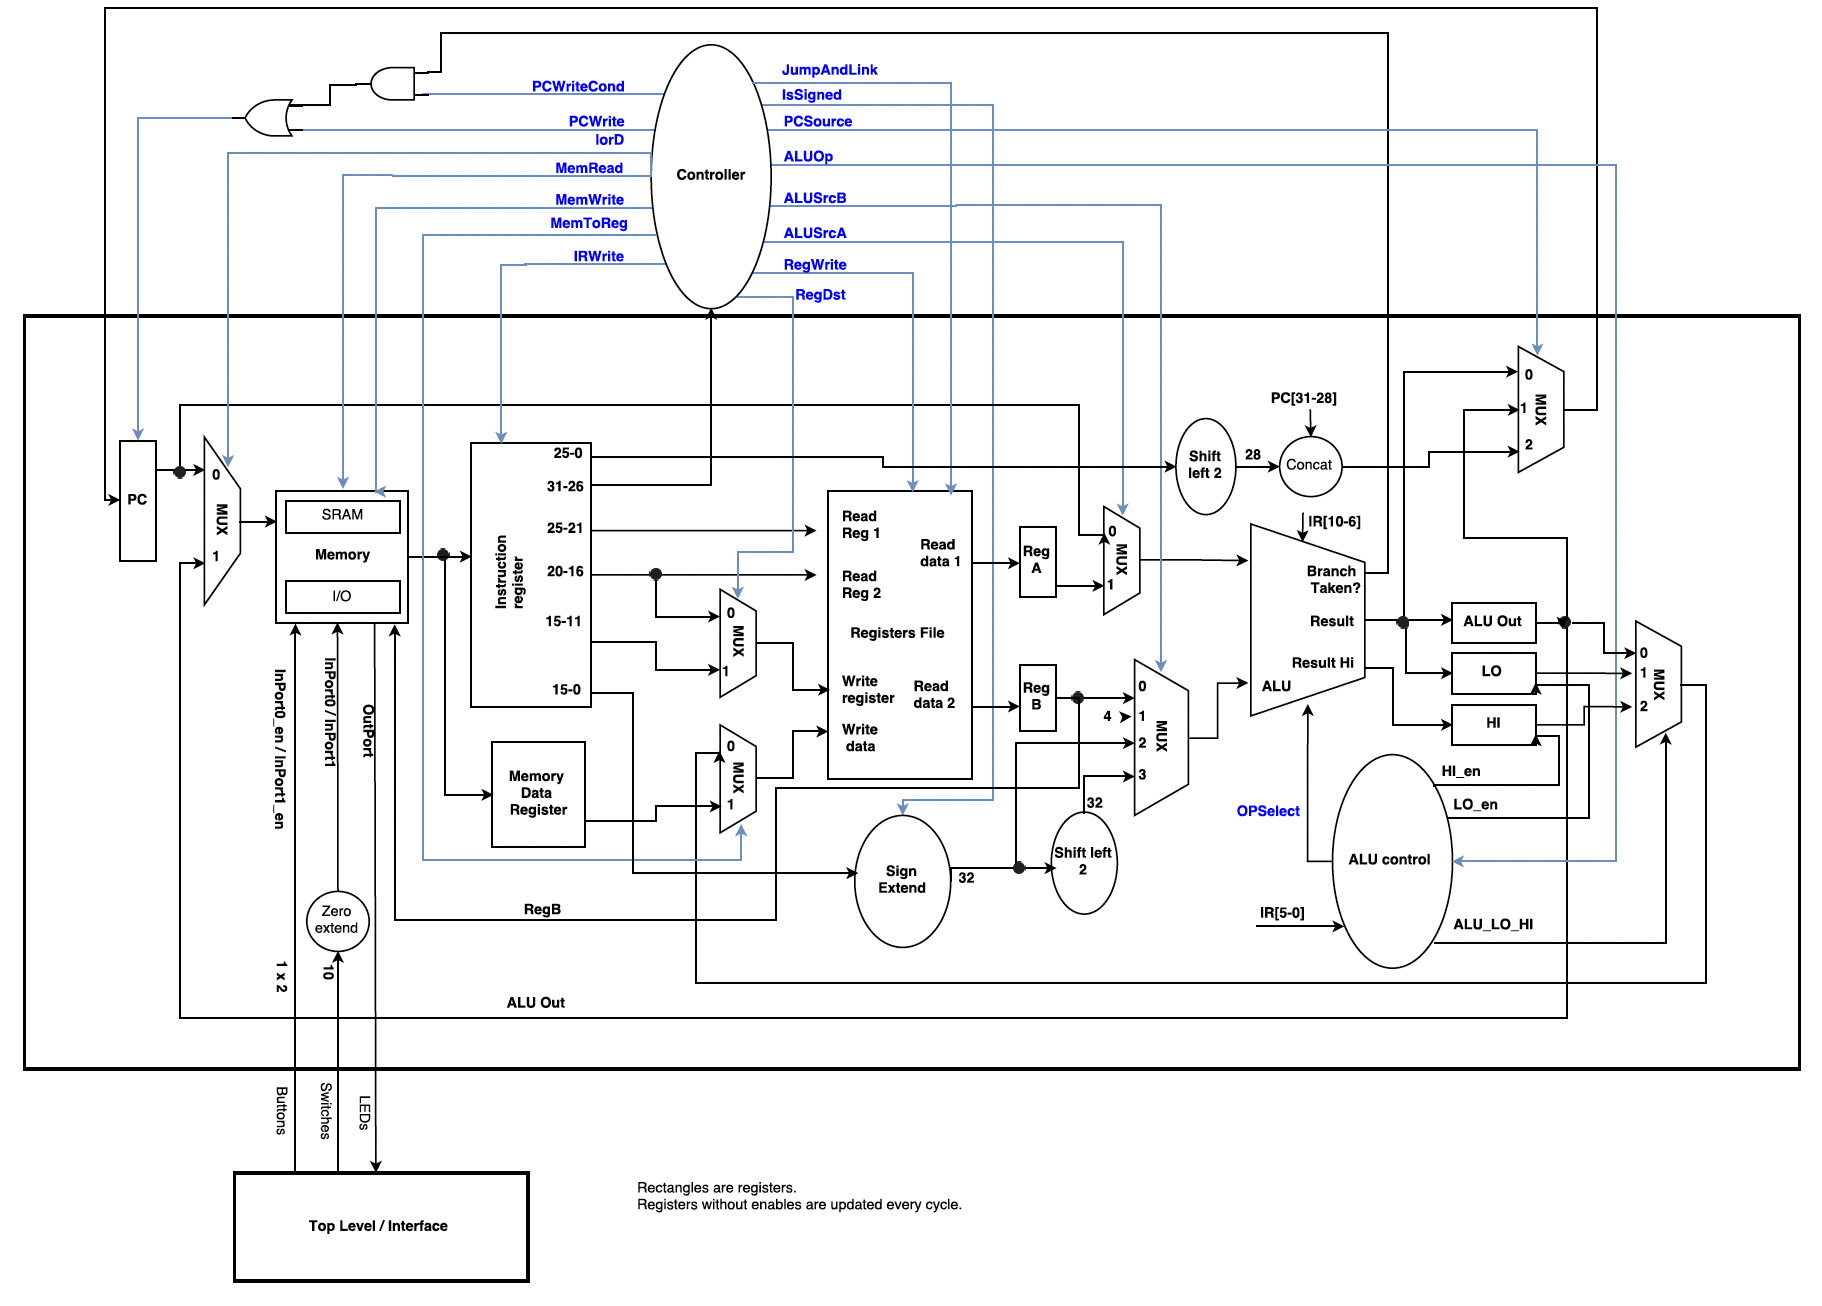 JumpAndLink
IsSigned
PCSource
ALUOp
ALUSrcB
ALUSrcA
RegWrite
RegDst
PCWriteCond
PCWrite
IorD
MemRead
MemWrite
MemToReg
IRWrite
Controller
PC
0
MUX
1
SRAM
Memory
I/O
Instruction
register
25-0
31-26
25-21
20-16
15-11
15-0
0
MUX
1
Memory
Data
Register
0
MUX
1
Read
Reg 1
Read
Reg 2
Read
data 1
Registers File
Write
register
Read
data 2
Write
data
Reg
A
Reg
B
0
MUX
1
0
4
1
2
3
MUX
32
Sign
Extend
32
Shift left
2
Shift
left 2
28
PC[31-28]
Concat
0
1
2
MUX
IR[10-6]
Branch
Taken?
Result
Result Hi
ALU
ALU Out
LO
HI
0
1
2
MUX
HI_en
LO_en
OPSelect
ALU control
IR[5-0]
ALU_LO_HI
InPort0_en / InPort1_en
InPort0 / InPort1
OutPort
Zero
extend
1 x 2
10
RegB
ALU Out
Buttons
Switches
LEDs
Top Level / Interface
Rectangles are registers.
Registers without enables are updated every cycle.